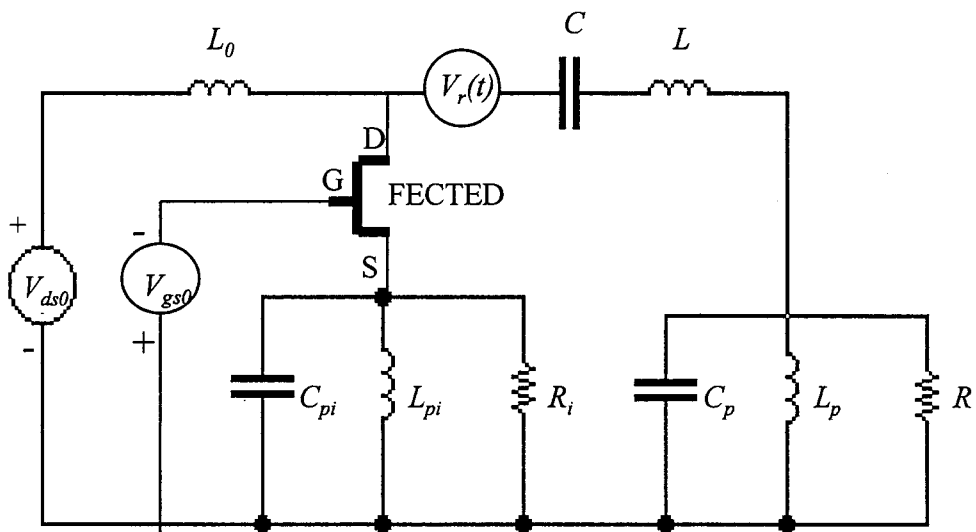 C
L
L0
Vr(t)
D
G
FECTED
+
-
Vds0
Vgs0
S
-
+
Cpi
Lpi
Ri
Cp
Lp
R